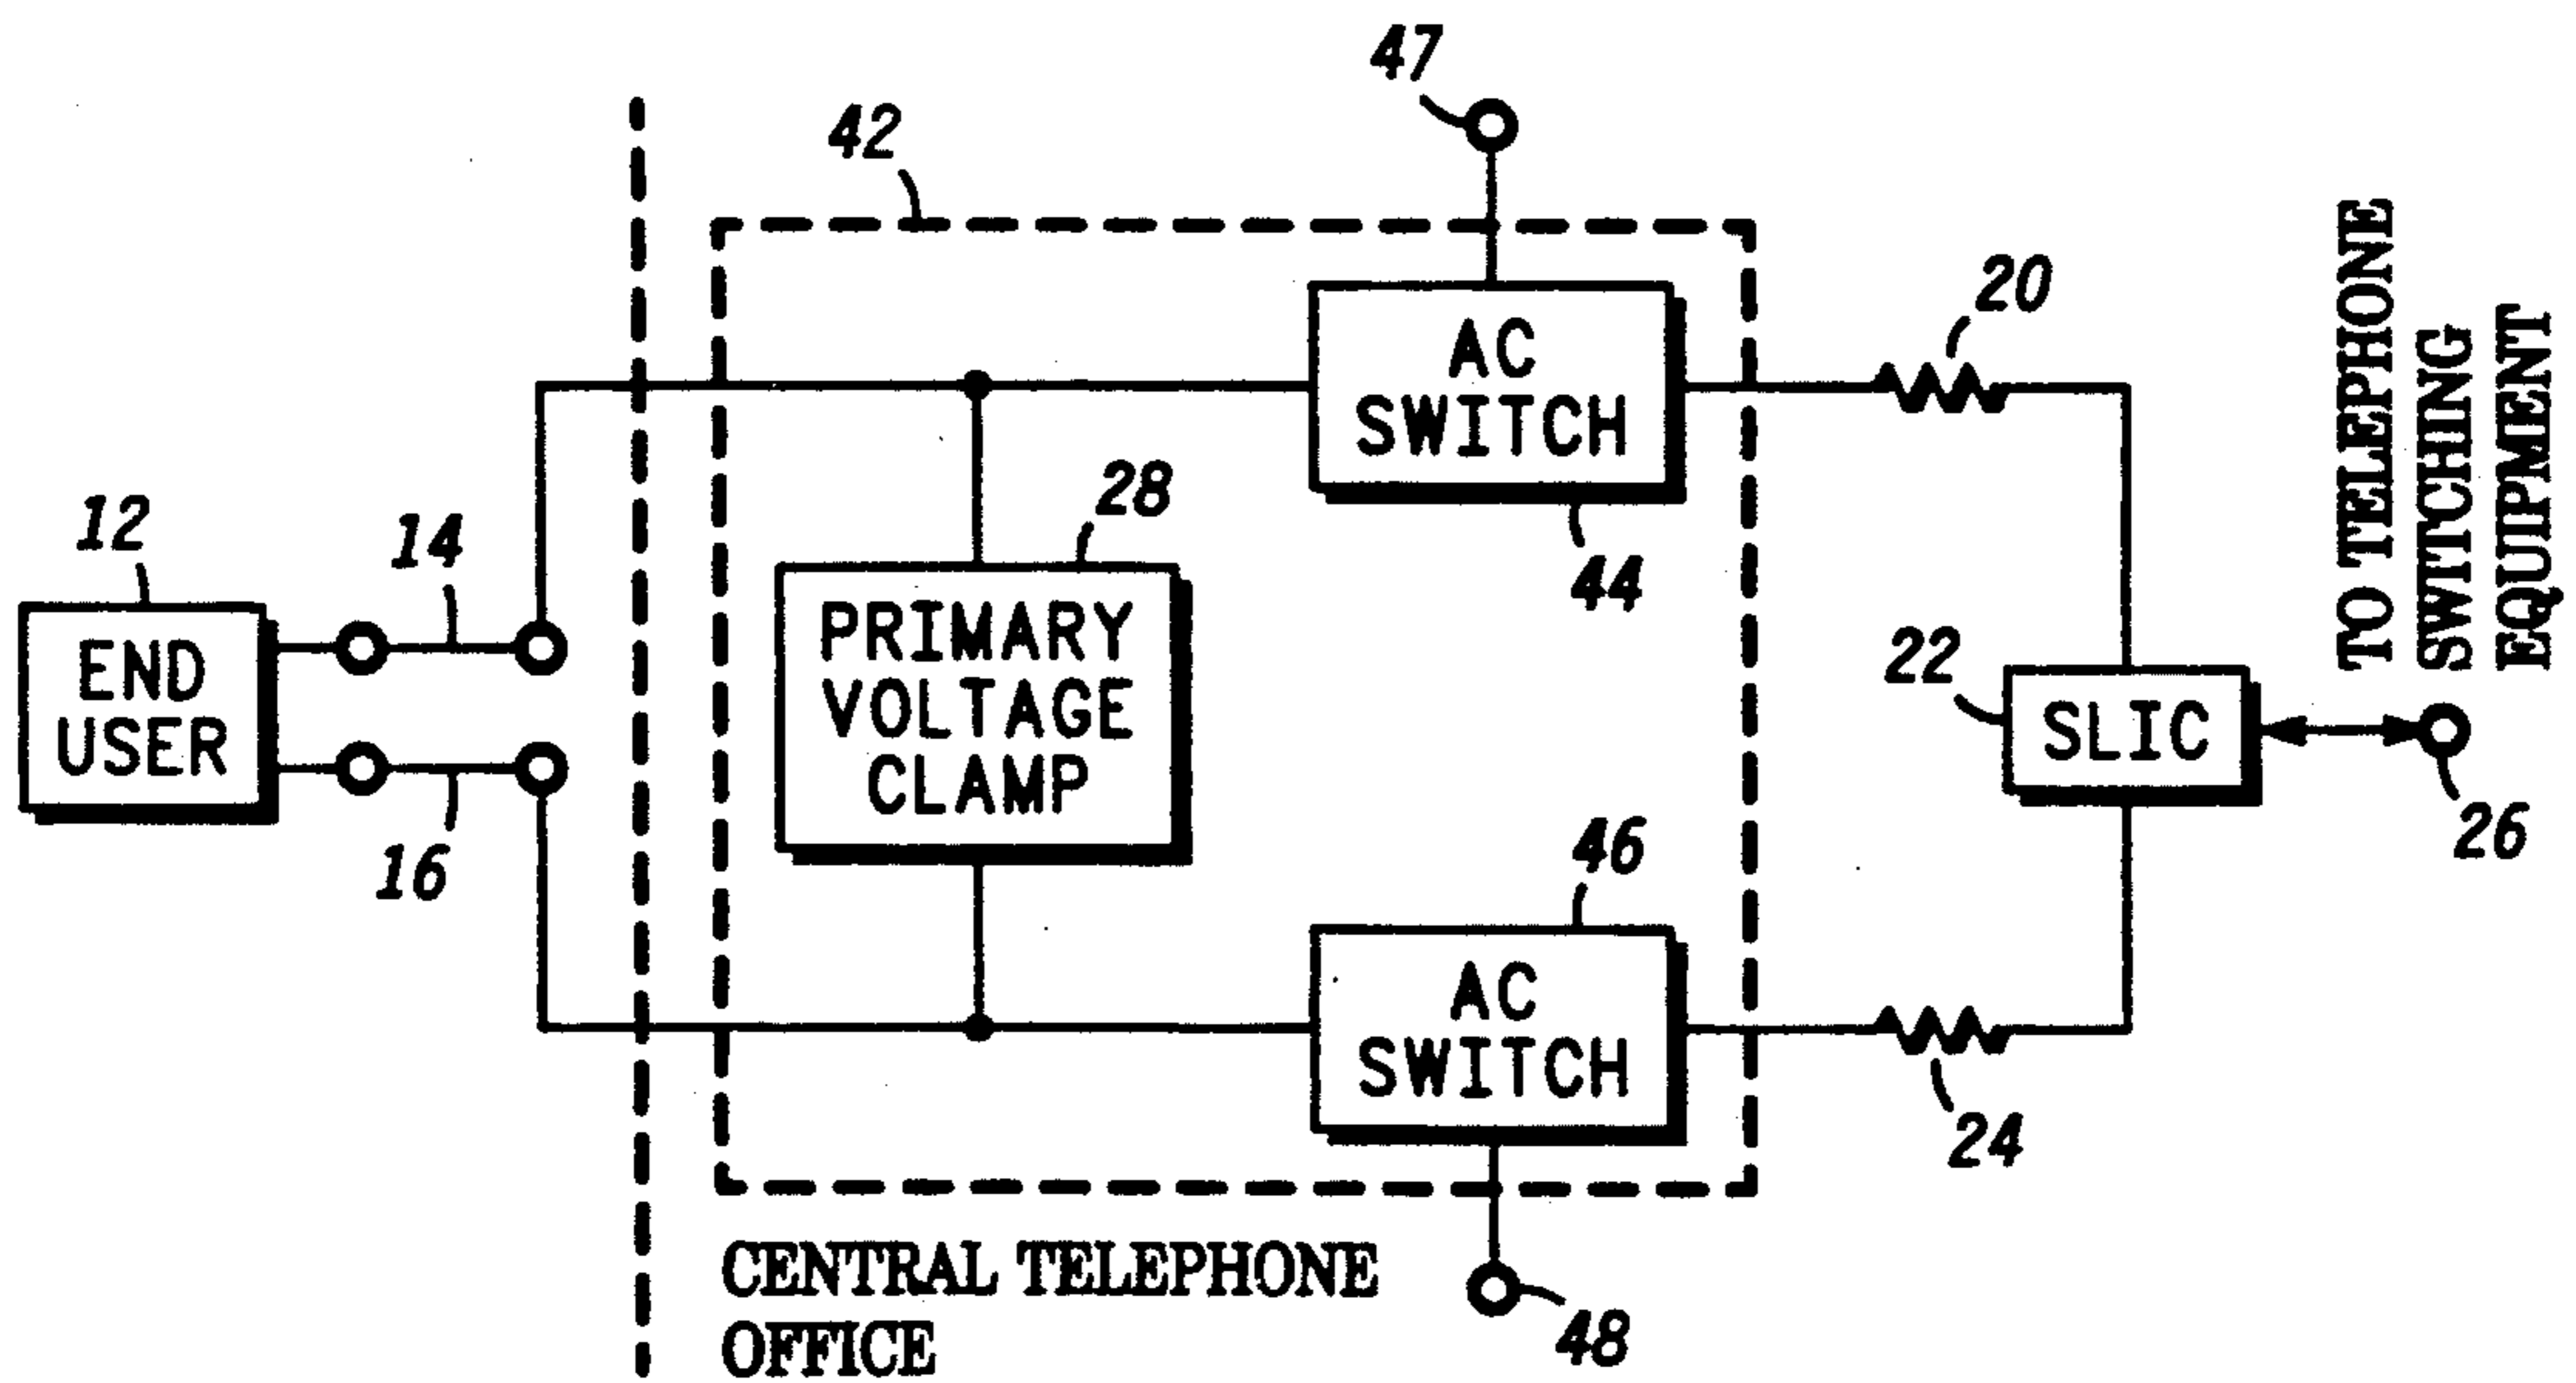 47
42
20
AC
SWITCH
44
12
14
28
END
USER
PRIMARY
VOLTAGE
CLAMP
16
22
SLIC
TO TELEPHONE
SWITCHING
EQUIPMENT
26
46
AC
SWITCH
24
CENTRAL TELEPHONE
OFFICE
48